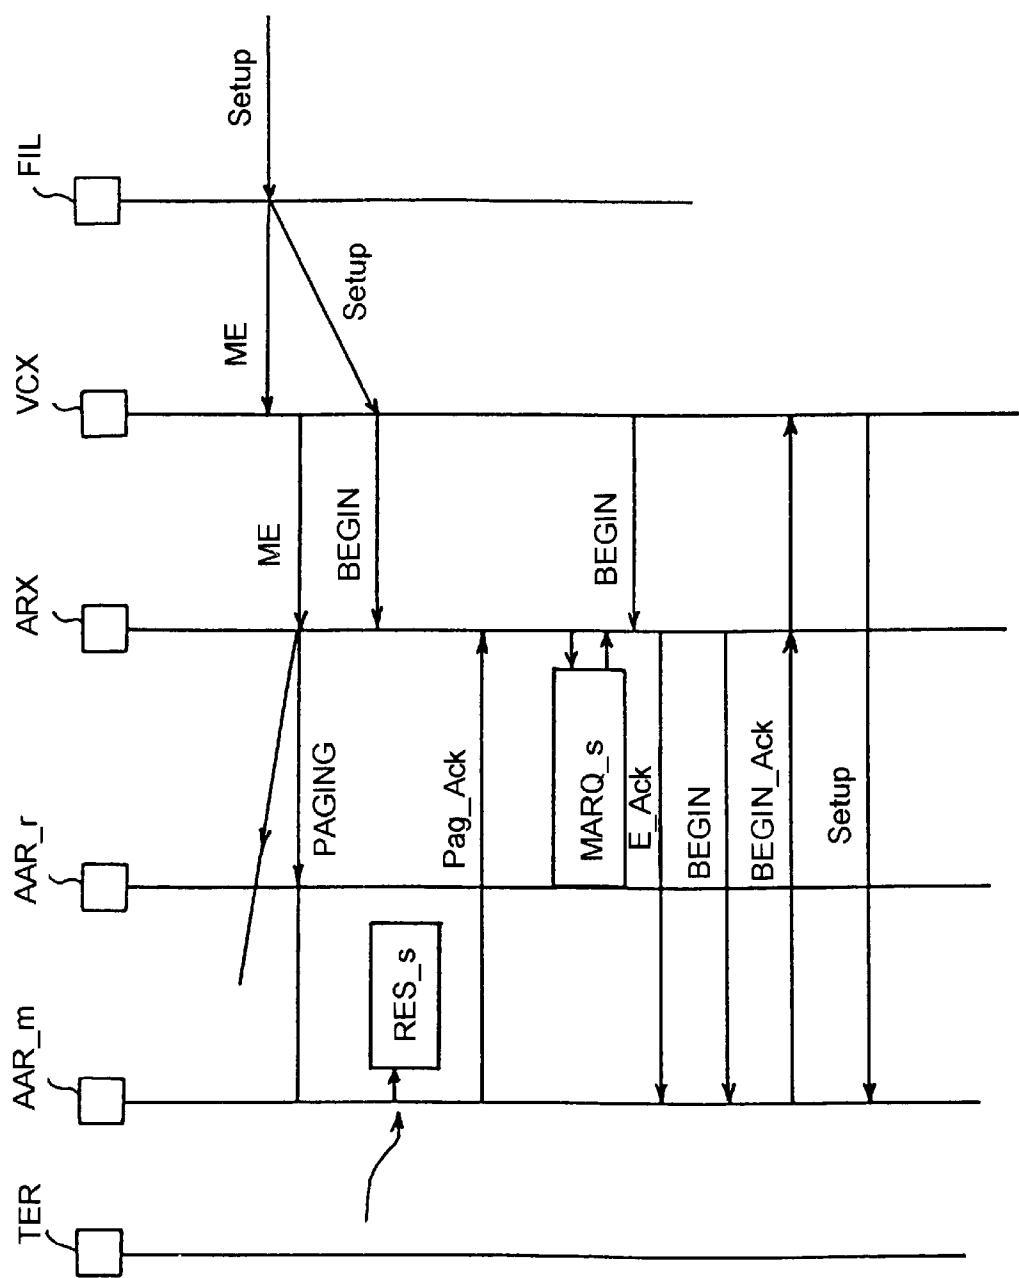 TER
AAR_m
AAR_r
ARX
VCX
FIL
Setup
ME
Setup
ME
BEGIN
PAGING
RES_s
Pag_Ack
MARQ_s
BEGIN
E_Ack
BEGIN
BEGIN_Ack
Setup